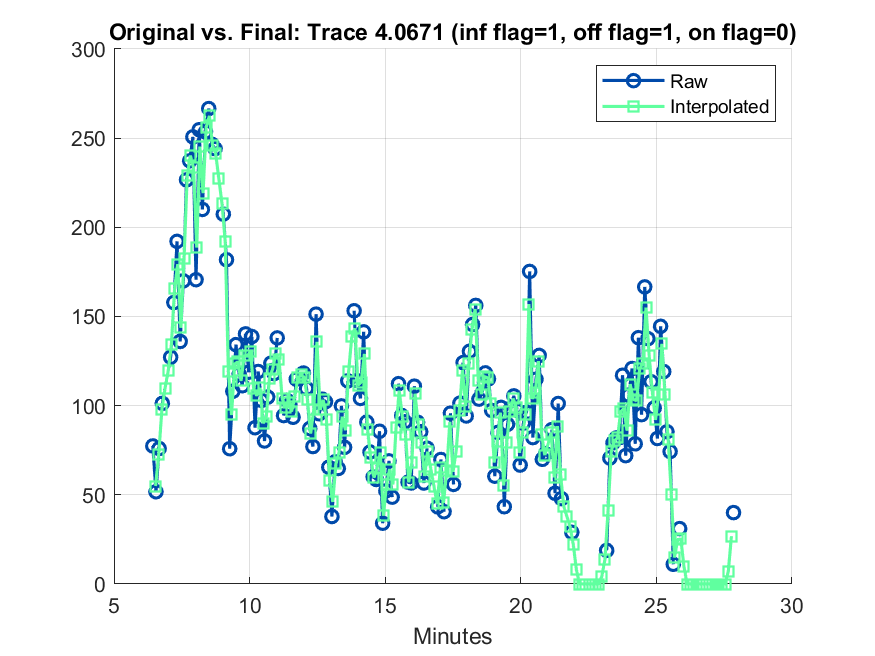 Original vs. Final: Trace 4.0671 (inf flag=1, off flag=1, on flag=0)
300
250
200
150
100
50
0
Raw
Interpolated
5 10 15 20 25 30
Minutes